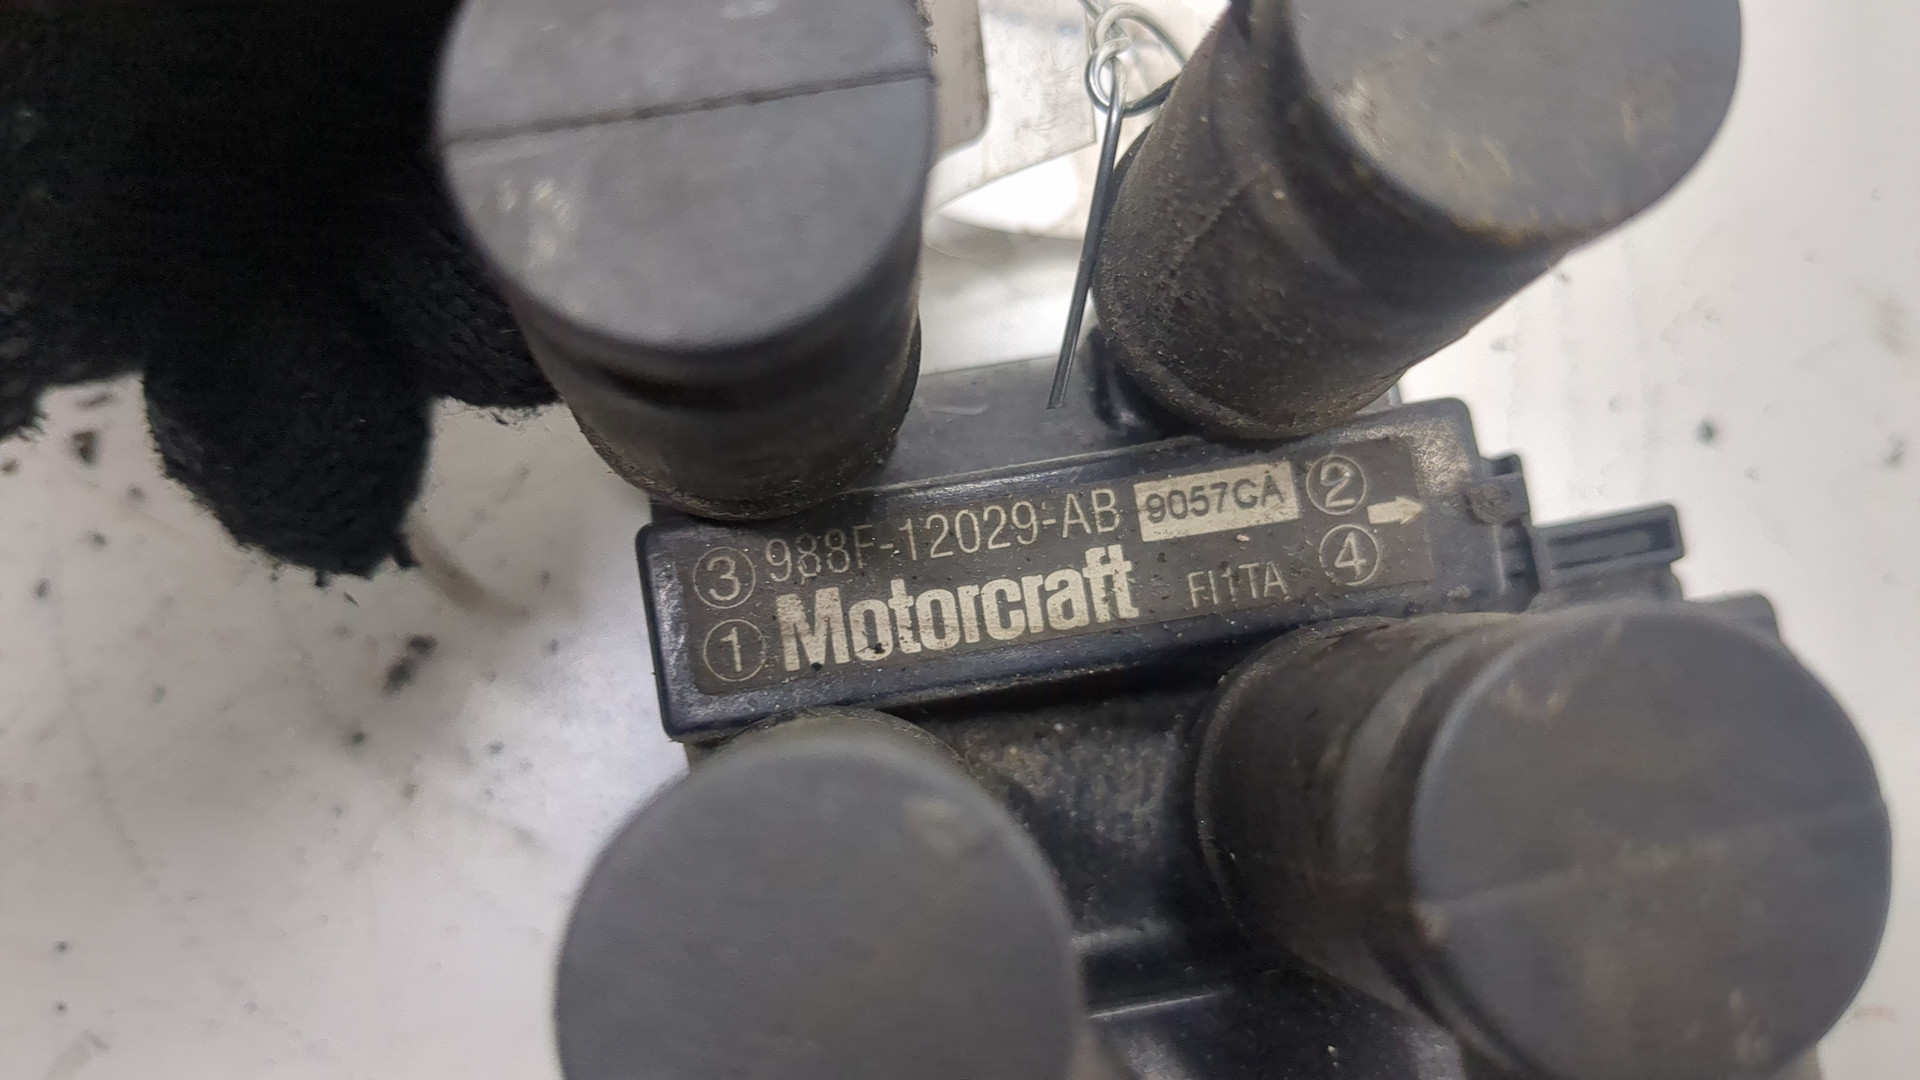 ③ 988F-12029-AB 9057CA ②
① Motorcraft FI1TA ④